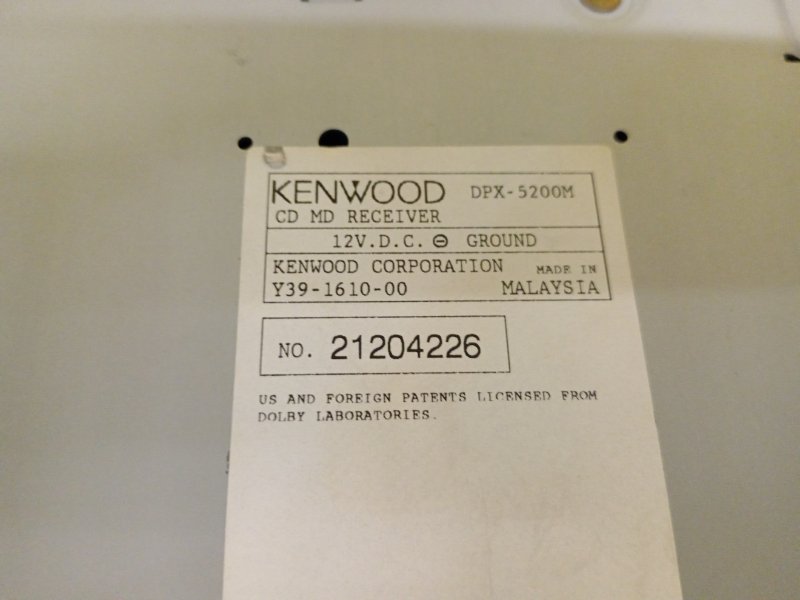 KENWOOD DPX-5200M
CD MD RECEIVER
12V.D.C. ⊖ GROUND
KENWOOD CORPORATION MADE IN
Y39-1610-00 MALAYSIA
NO. 21204226
US AND FOREIGN PATENTS LICENSED FROM
DOLBY LABORATORIES.